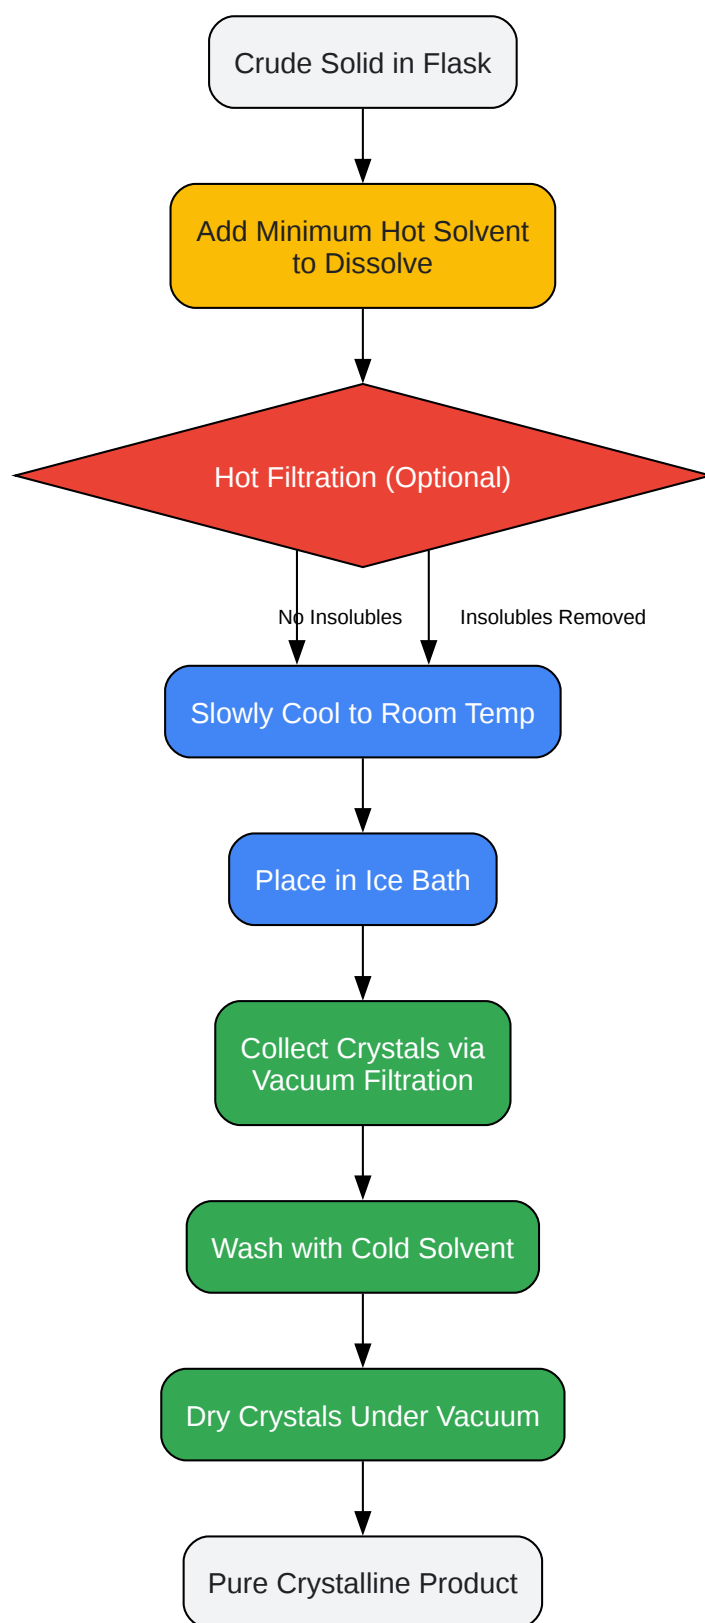 Crude Solid in Flask
Add Minimum Hot Solvent
to Dissolve
Hot Filtration (Optional)
No Insolubles
Insolubles Removed
Slowly Cool to Room Temp
Place in Ice Bath
Collect Crystals via
Vacuum Filtration
Wash with Cold Solvent
Dry Crystals Under Vacuum
Pure Crystalline Product